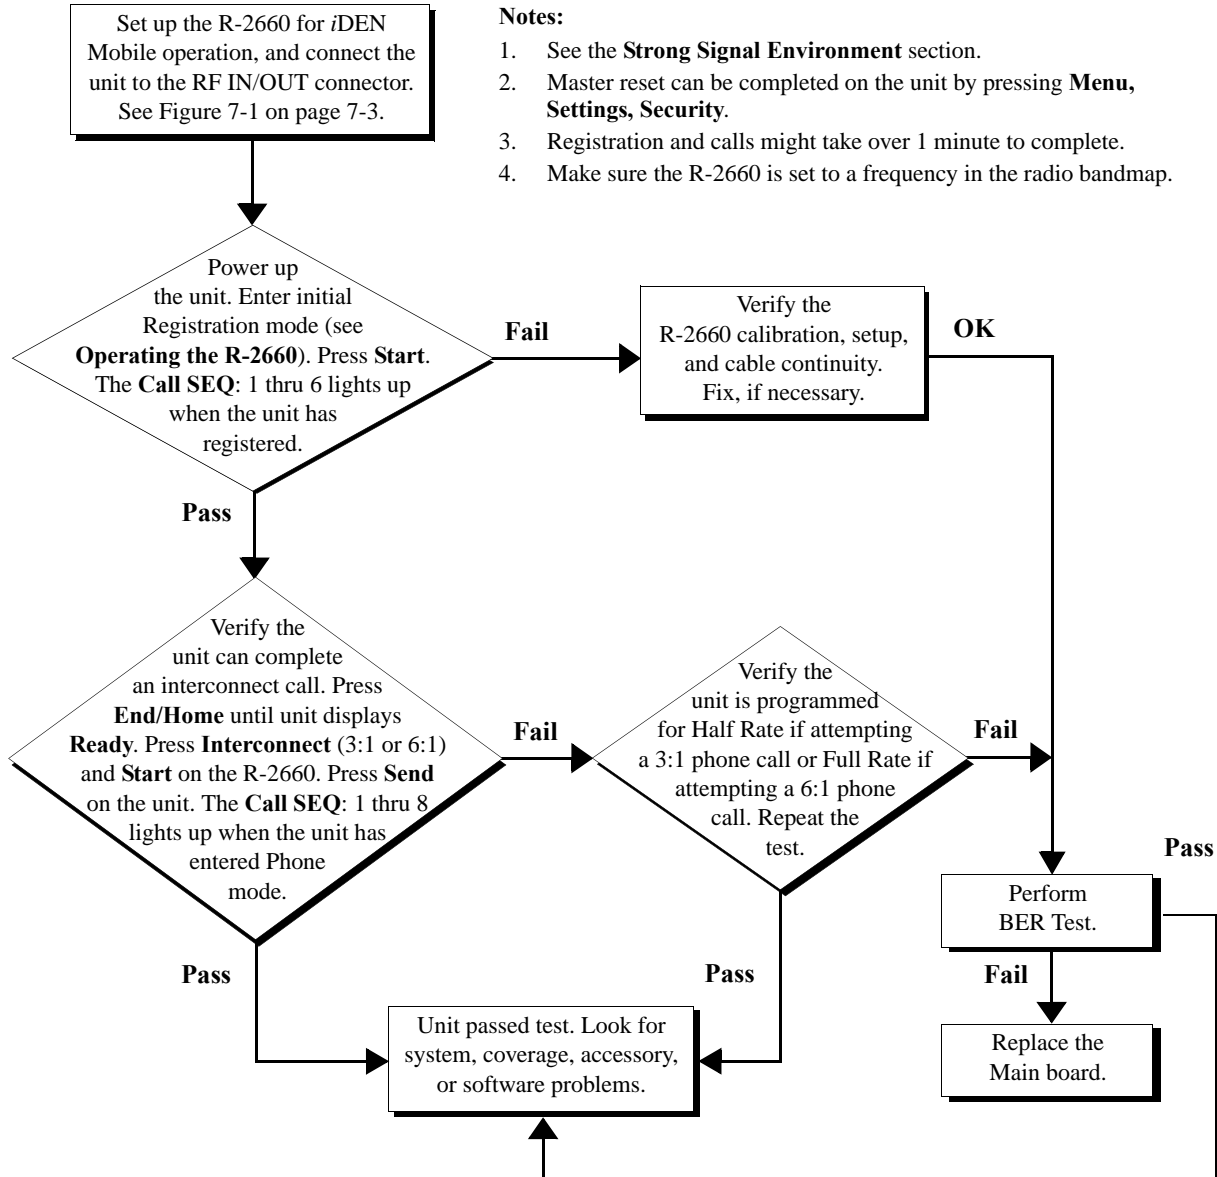 Set up the R-2660 for iDEN
Mobile operation, and connect the
unit to the RF IN/OUT connector.
See Figure 7-1 on page 7-3.
Notes:
1. See the Strong Signal Environment section.
2. Master reset can be completed on the unit by pressing Menu,
Settings, Security.
3. Registration and calls might take over 1 minute to complete.
4. Make sure the R-2660 is set to a frequency in the radio bandmap.
Power up
the unit. Enter initial
Registration mode (see
Operating the R-2660). Press Start.
The Call SEQ: 1 thru 6 lights up
when the unit has
registered.
Fail
Verify the
R-2660 calibration, setup,
and cable continuity.
Fix, if necessary.
OK
Pass
Verify the
unit can complete
an interconnect call. Press
End/Home until unit displays
Ready. Press Interconnect (3:1 or 6:1)
and Start on the R-2660. Press Send
on the unit. The Call SEQ: 1 thru 8
lights up when the unit has
entered Phone
mode.
Fail
Verify the
unit is programmed
for Half Rate if attempting
a 3:1 phone call or Full Rate if
attempting a 6:1 phone
call. Repeat the
test.
Fail
Pass
Perform
BER Test.
Pass
Pass
Fail
Unit passed test. Look for
system, coverage, accessory,
or software problems.
Replace the
Main board.